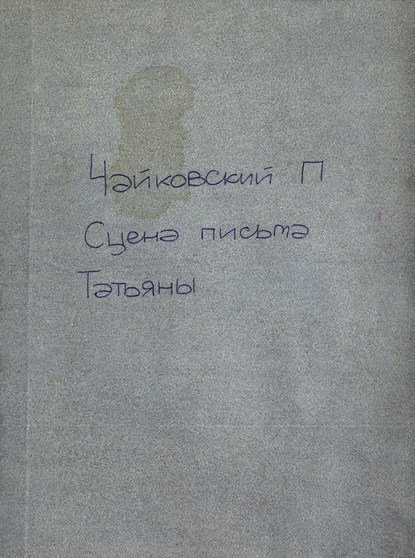 Чайковский П
Сцена письма
Татьяны